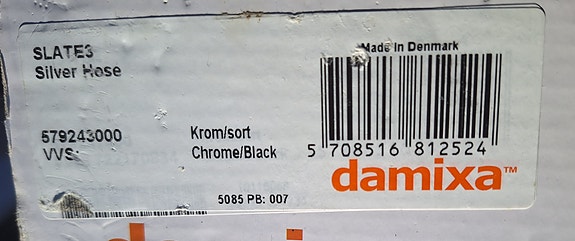 SLATE3
Silver Hose
Made In Denmark
579243000
VVS:
Krom/sort
Chrome/Black
5 708516 812524
damixa™
5085 PB: 007